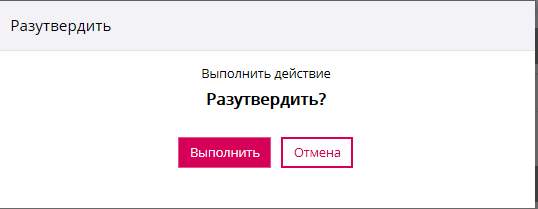 Разутвердить
Выполнить действие
Разутвердить?
Выполнить
Отмена